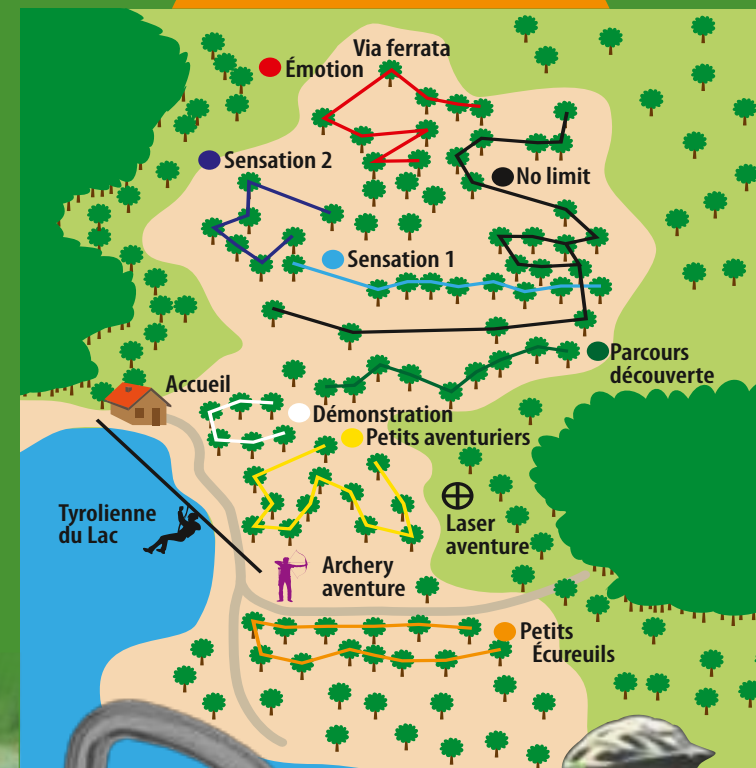 Via ferrata
Émotion
Sensation 2
No limit
Sensation 1
Parcours
découverte
Accueil
Démonstration
Petits aventuriers
Tyrolienne
du Lac
Laser
aventure
Archery
aventure
Petits
Écureuils